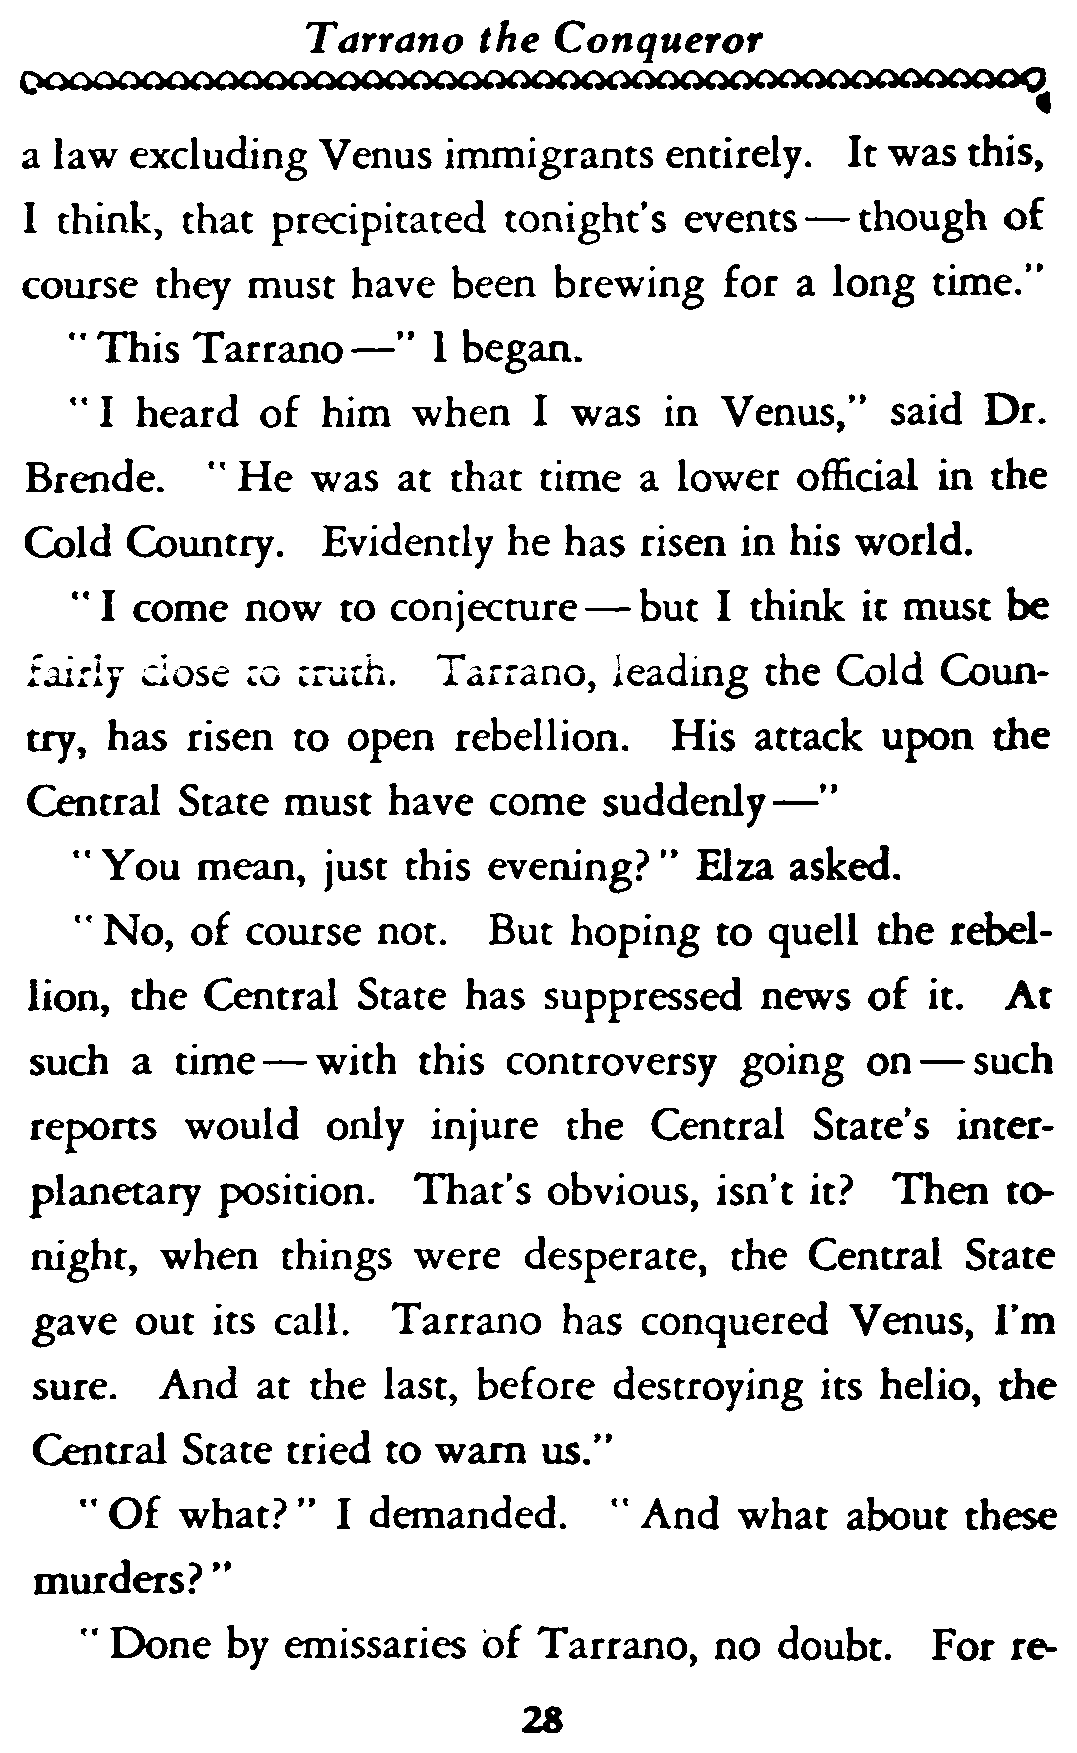 Tarrano the Conqueror
a law excluding Venus immigrants entirely. It was this,
I think, that precipitated tonight's events—though of
course they must have been brewing for a long time."
"This Tarrano—" I began.
"I heard of him when I was in Venus," said Dr.
Brende. "He was at that time a lower official in the
Cold Country. Evidently he has risen in his world.
"I come now to conjecture—but I think it must be
fairly close to truth. Tarrano, leading the Cold Coun-
try, has risen to open rebellion. His attack upon the
Central State must have come suddenly—"
"You mean, just this evening?" Elza asked.
"No, of course not. But hoping to quell the rebel-
lion, the Central State has suppressed news of it. At
such a time—with this controversy going on—such
reports would only injure the Central State's inter-
planetary position. That's obvious, isn't it? Then to-
night, when things were desperate, the Central State
gave out its call. Tarrano has conquered Venus, I'm
sure. And at the last, before destroying its helio, the
Central State tried to warn us."
"Of what?" I demanded. "And what about these
murders?"
"Done by emissaries of Tarrano, no doubt. For re-
28